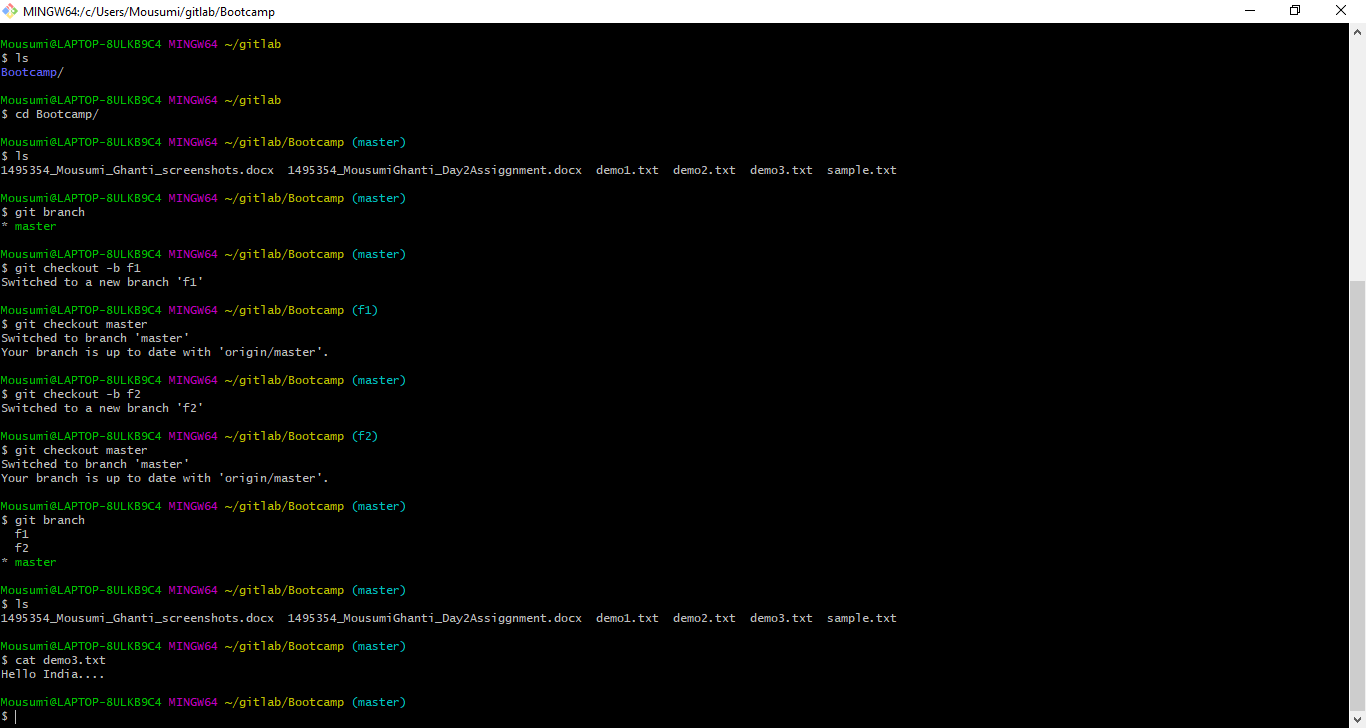 MINGW64:/c/Users/Mousumi/gitlab/Bootcamp
Mousumi@LAPTOP-8ULKB9C4 MINGW64 ~/gitlab
$ ls
Bootcamp/
Mousumi@LAPTOP-8ULKB9C4 MINGW64 ~/gitlab
$ cd Bootcamp/
Mousumi@LAPTOP-8ULKB9C4 MINGW64 ~/gitlab/Bootcamp (master)
$ ls
1495354_Mousumi_Ghanti_screenshots.docx  1495354_MousumiGhanti_Day2Assiggnment.docx  demo1.txt  demo2.txt  demo3.txt  sample.txt
Mousumi@LAPTOP-8ULKB9C4 MINGW64 ~/gitlab/Bootcamp (master)
$ git branch
* master
Mousumi@LAPTOP-8ULKB9C4 MINGW64 ~/gitlab/Bootcamp (master)
$ git checkout -b f1
Switched to a new branch 'f1'
Mousumi@LAPTOP-8ULKB9C4 MINGW64 ~/gitlab/Bootcamp (f1)
$ git checkout master
Switched to branch 'master'
Your branch is up to date with 'origin/master'.
Mousumi@LAPTOP-8ULKB9C4 MINGW64 ~/gitlab/Bootcamp (master)
$ git checkout -b f2
Switched to a new branch 'f2'
Mousumi@LAPTOP-8ULKB9C4 MINGW64 ~/gitlab/Bootcamp (f2)
$ git checkout master
Switched to branch 'master'
Your branch is up to date with 'origin/master'.
Mousumi@LAPTOP-8ULKB9C4 MINGW64 ~/gitlab/Bootcamp (master)
$ git branch
  f1
  f2
* master
Mousumi@LAPTOP-8ULKB9C4 MINGW64 ~/gitlab/Bootcamp (master)
$ ls
1495354_Mousumi_Ghanti_screenshots.docx  1495354_MousumiGhanti_Day2Assiggnment.docx  demo1.txt  demo2.txt  demo3.txt  sample.txt
Mousumi@LAPTOP-8ULKB9C4 MINGW64 ~/gitlab/Bootcamp (master)
$ cat demo3.txt
Hello India....
Mousumi@LAPTOP-8ULKB9C4 MINGW64 ~/gitlab/Bootcamp (master)
$